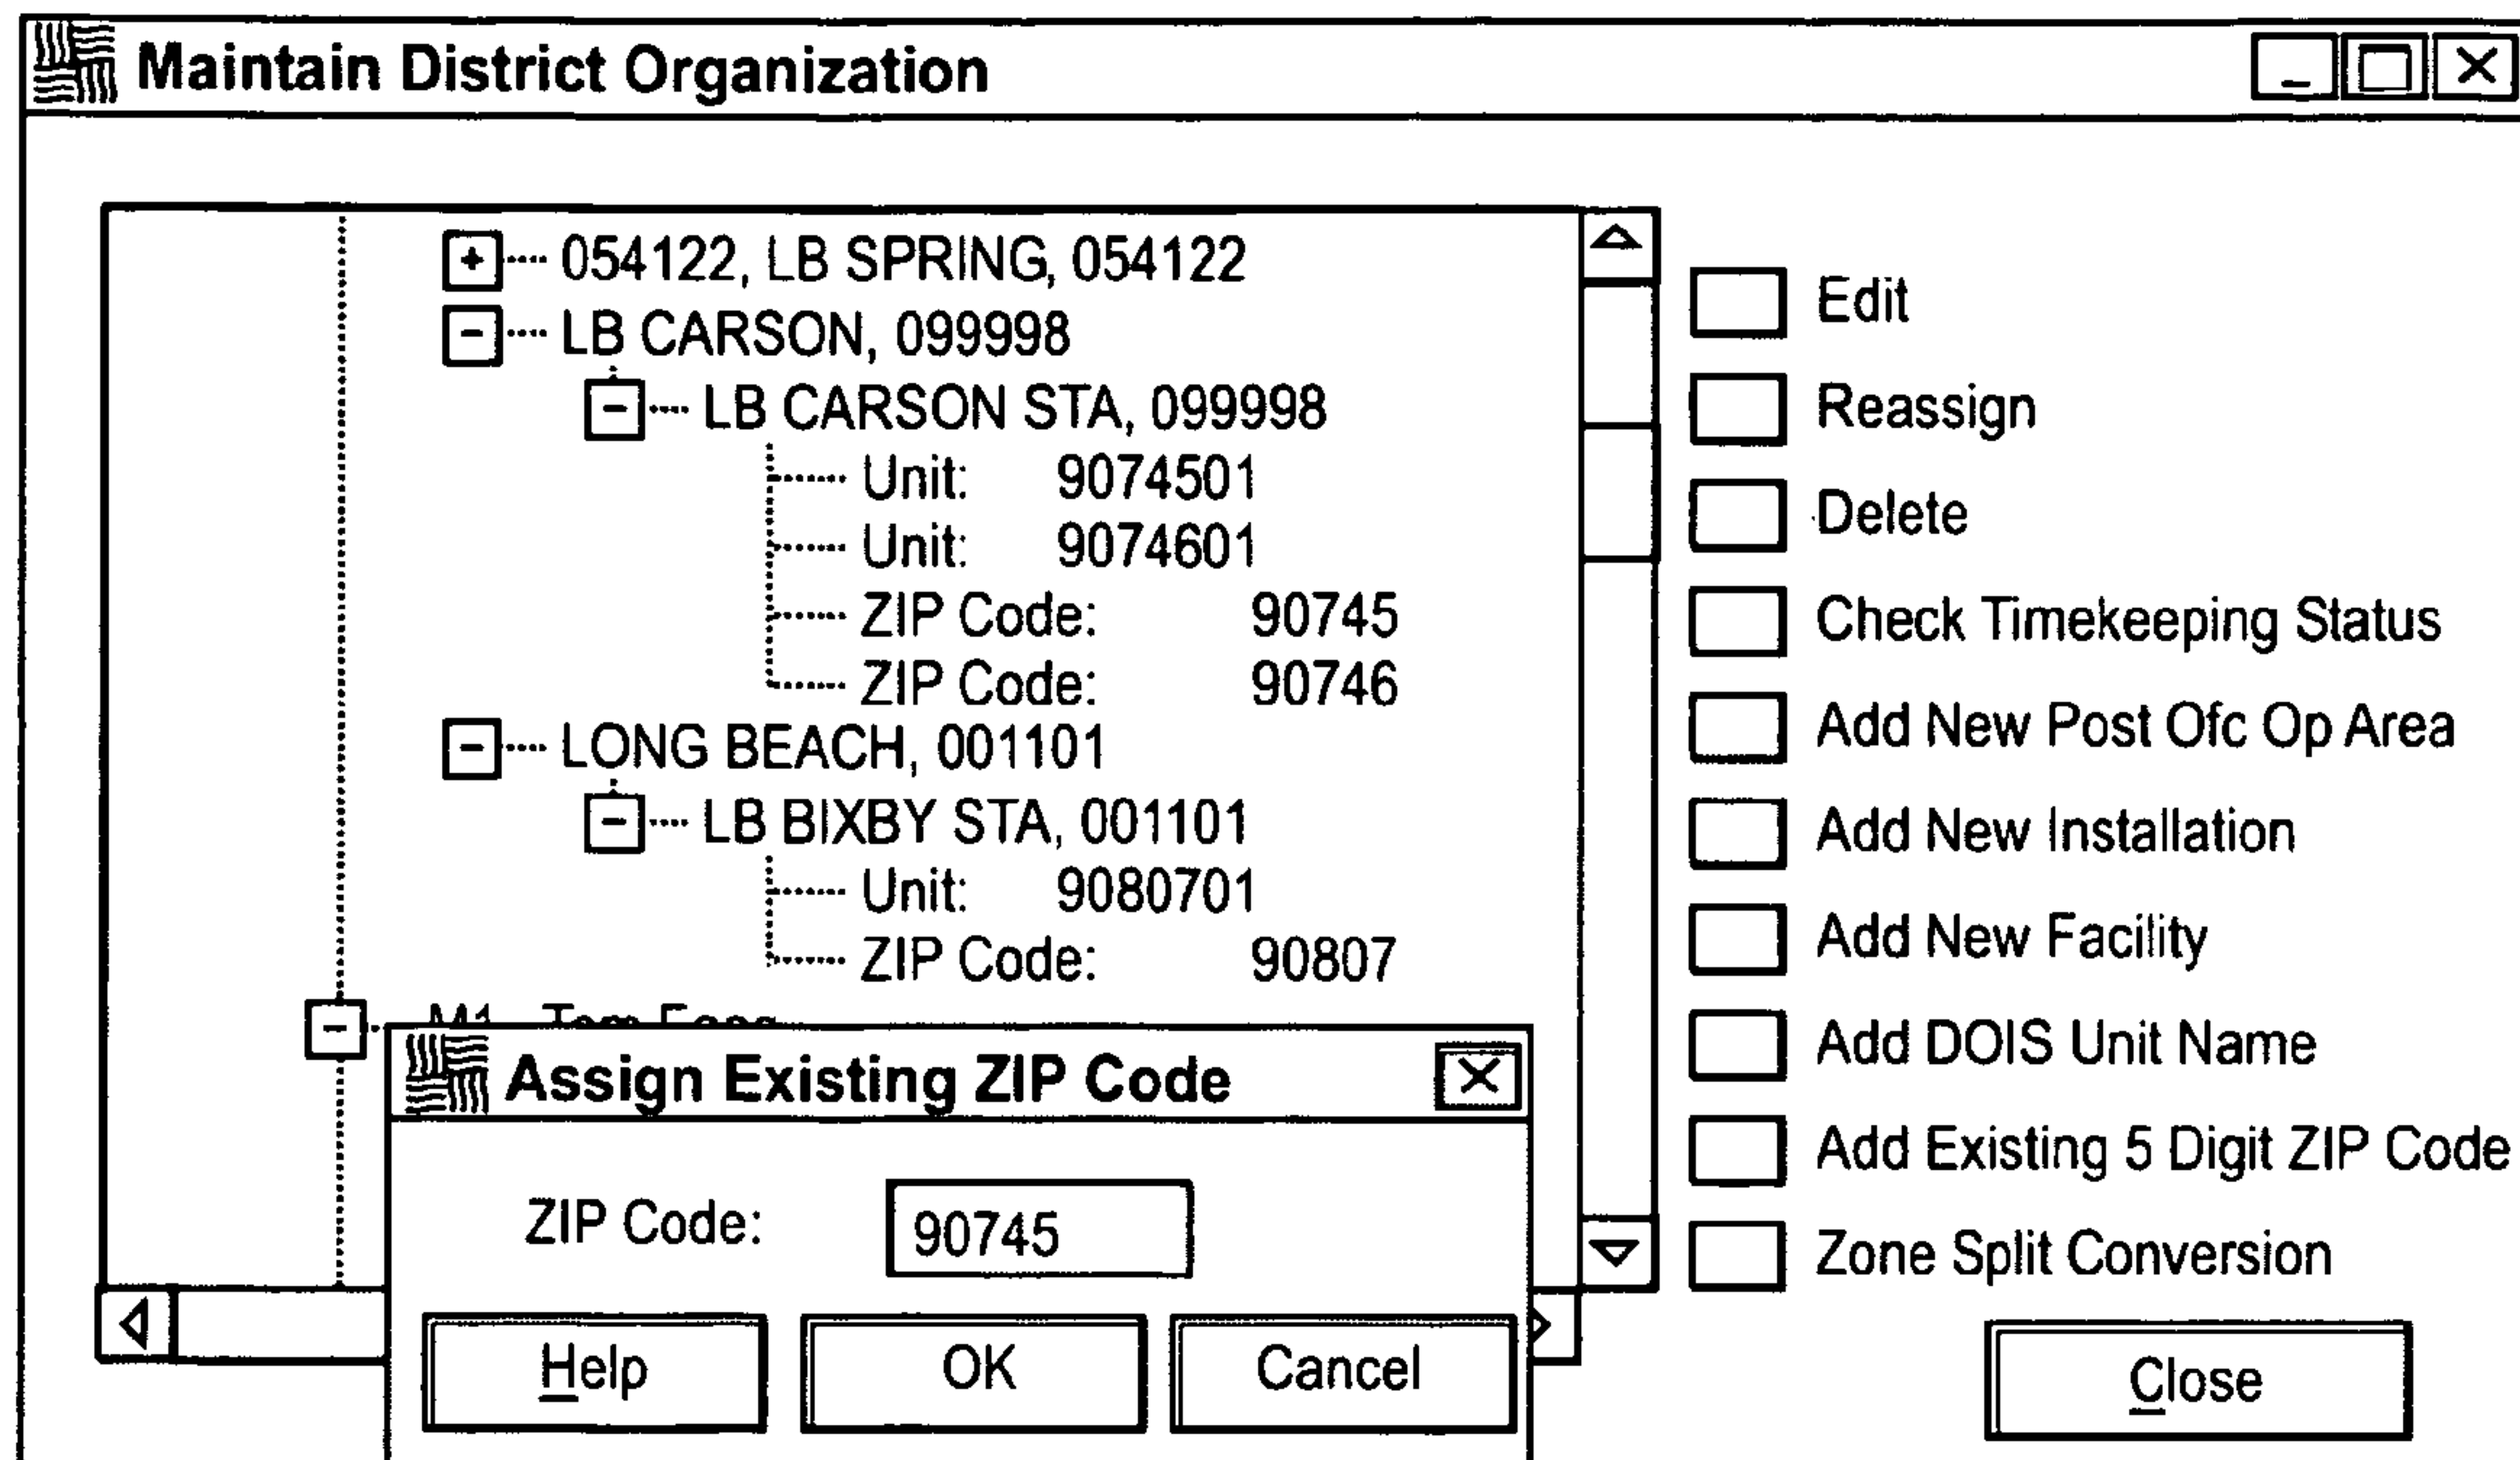 Maintain District Organization
+ 054122, LB SPRING, 054122
- LB CARSON, 099998
- LB CARSON STA, 099998
Unit: 9074501
Unit: 9074601
ZIP Code: 90745
ZIP Code: 90746
- LONG BEACH, 001101
- LB BIXBY STA, 001101
Unit: 9080701
ZIP Code: 90807
Edit
Reassign
Delete
Check Timekeeping Status
Add New Post Ofc Op Area
Add New Installation
Add New Facility
Add DOIS Unit Name
Add Existing 5 Digit ZIP Code
Zone Split Conversion
Close
Assign Existing ZIP Code
ZIP Code: 90745
Help OK Cancel